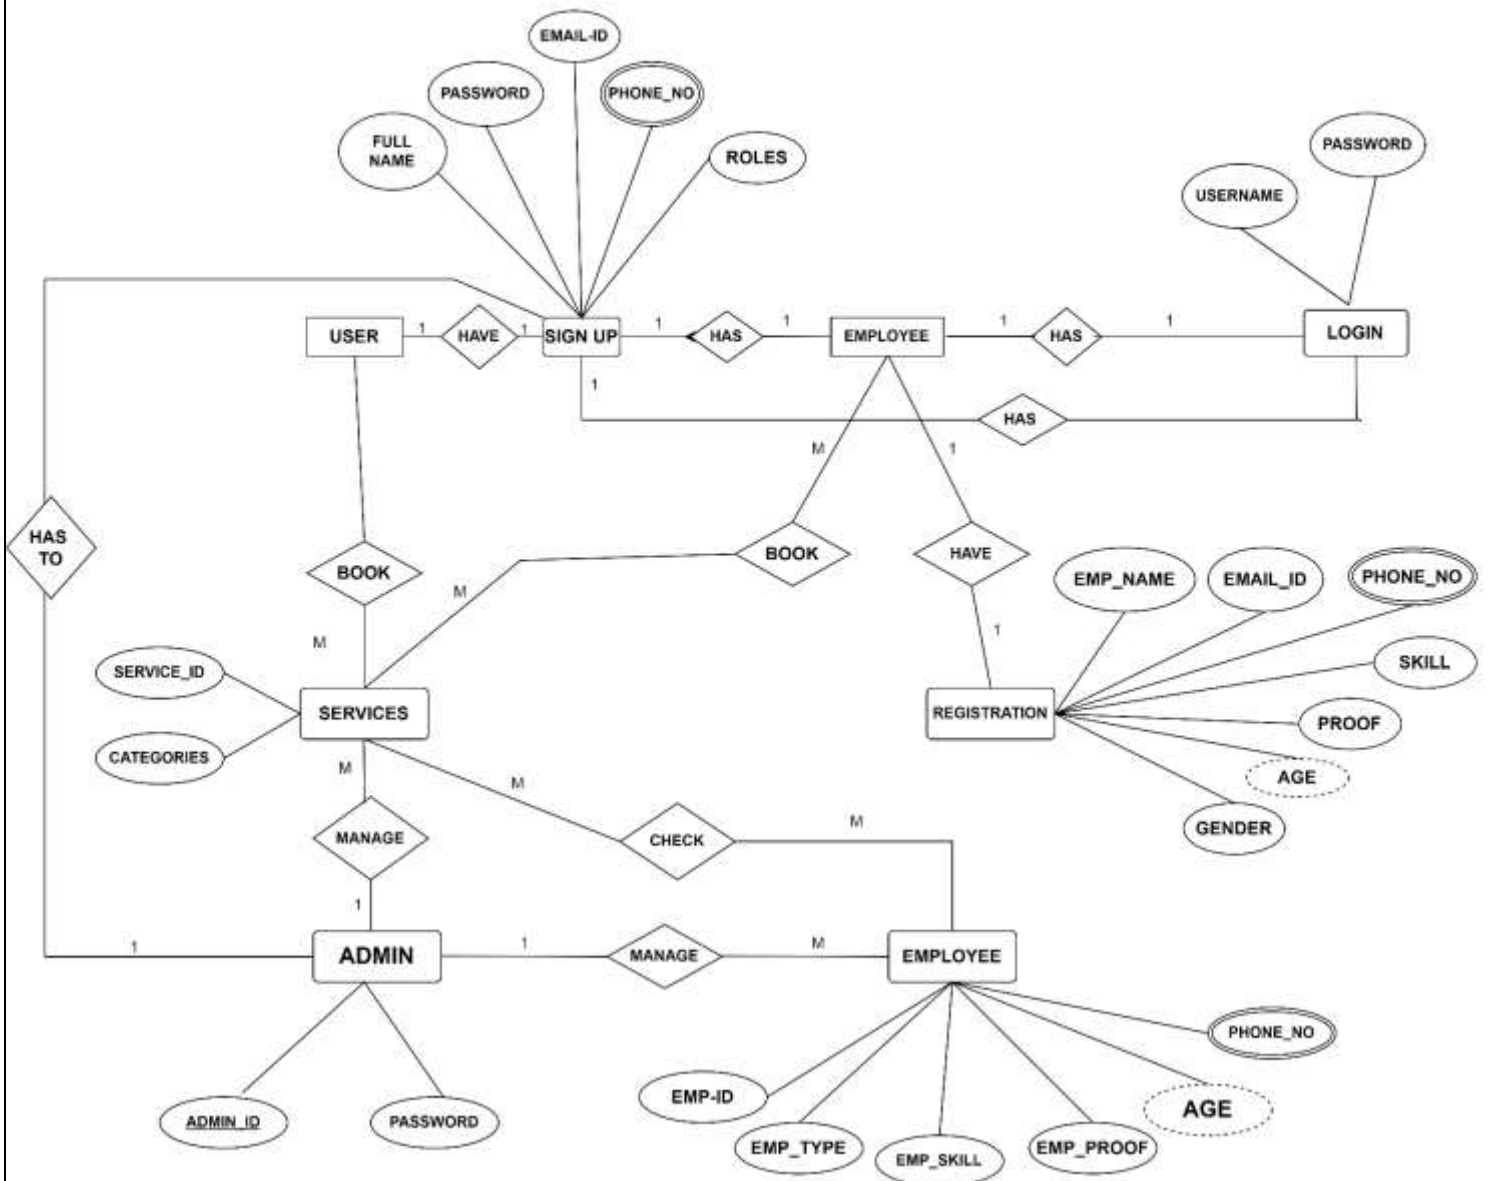 EMAIL-ID
PASSWORD
PHONE_NO
FULL
NAME
ROLES
PASSWORD
USERNAME
USER
1
HAVE
1
SIGN UP
1
HAS
1
EMPLOYEE
1
HAS
1
LOGIN
1
HAS
M
1
HAS
TO
BOOK
BOOK
HAVE
M
M
1
EMP_NAME
EMAIL_ID
PHONE_NO
SKILL
SERVICE_ID
SERVICES
REGISTRATION
PROOF
CATEGORIES
AGE
M
M
GENDER
MANAGE
CHECK
M
1
ADMIN
1
1
MANAGE
M
EMPLOYEE
PHONE_NO
EMP-ID
AGE
ADMIN_ID
PASSWORD
EMP_TYPE
EMP_SKILL
EMP_PROOF